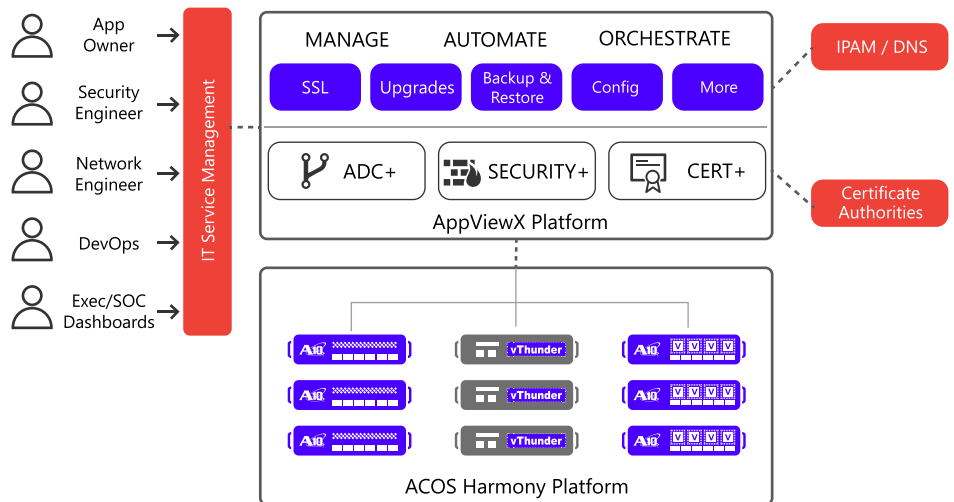 App
Owner
Security
Engineer
Network
Engineer
DevOps
Exec/SOC
Dashboards
IT Service Management
MANAGE AUTOMATE ORCHESTRATE
SSL
Upgrades
Backup &
Restore
Config
More
ADC+
SECURITY+
CERT+
AppViewX Platform
IPAM / DNS
Certificate
Authorities
A10
vThunder
A10
V V V V
A10
vThunder
A10
V V V V
A10
vThunder
A10
V V V V
ACOS Harmony Platform